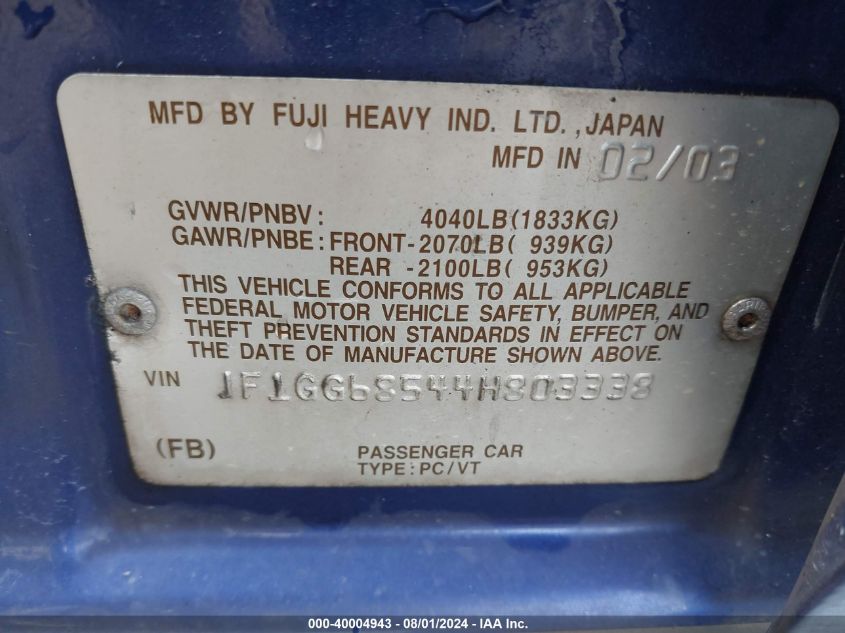 MFD BY FUJI HEAVY IND. LTD., JAPAN
MFD IN 02/03
GVWR/PNBV: 4040LB(1833KG)
GAWR/PNBE: FRONT-2070LB( 939KG)
REAR -2100LB( 953KG)
THIS VEHICLE CONFORMS TO ALL APPLICABLE
FEDERAL MOTOR VEHICLE SAFETY, BUMPER, AND
THEFT PREVENTION STANDARDS IN EFFECT ON
THE DATE OF MANUFACTURE SHOWN ABOVE.
VIN JF1GG68544H803338
(FB) PASSENGER CAR
TYPE: PC/VT
000-40004943 - 08/01/2024 - IAA Inc.